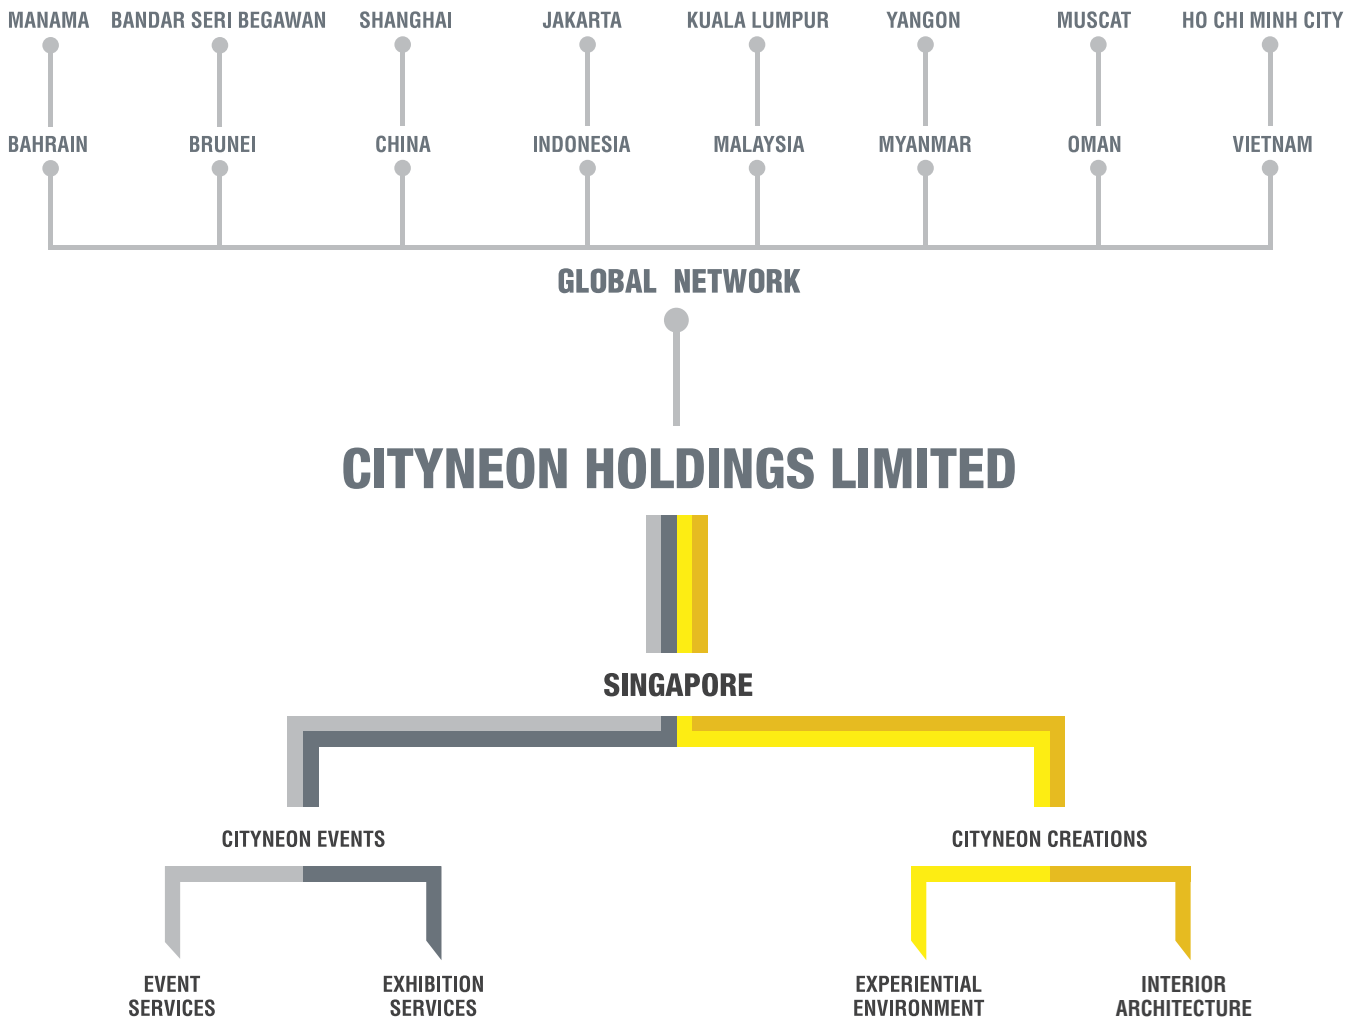 MANAMA BANDAR SERI BEGAWAN SHANGHAI JAKARTA KUALA LUMPUR YANGON MUSCAT HO CHI MINH CITY
BAHRAIN BRUNEI CHINA INDONESIA MALAYSIA MYANMAR OMAN VIETNAM
GLOBAL NETWORK
CITYNEON HOLDINGS LIMITED
SINGAPORE
CITYNEON EVENTS CITYNEON CREATIONS
EVENT EXHIBITION EXPERIENTIAL INTERIOR
SERVICES SERVICES ENVIRONMENT ARCHITECTURE